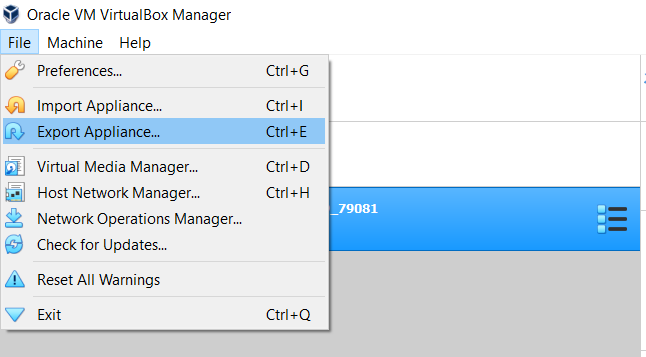 Oracle VM VirtualBox Manager
File Machine Help
Preferences... Ctrl+G
Import Appliance... Ctrl+I
Export Appliance... Ctrl+E
Virtual Media Manager... Ctrl+D
Host Network Manager... Ctrl+H
_79081
Network Operations Manager...
Check for Updates...
Reset All Warnings
Exit Ctrl+Q